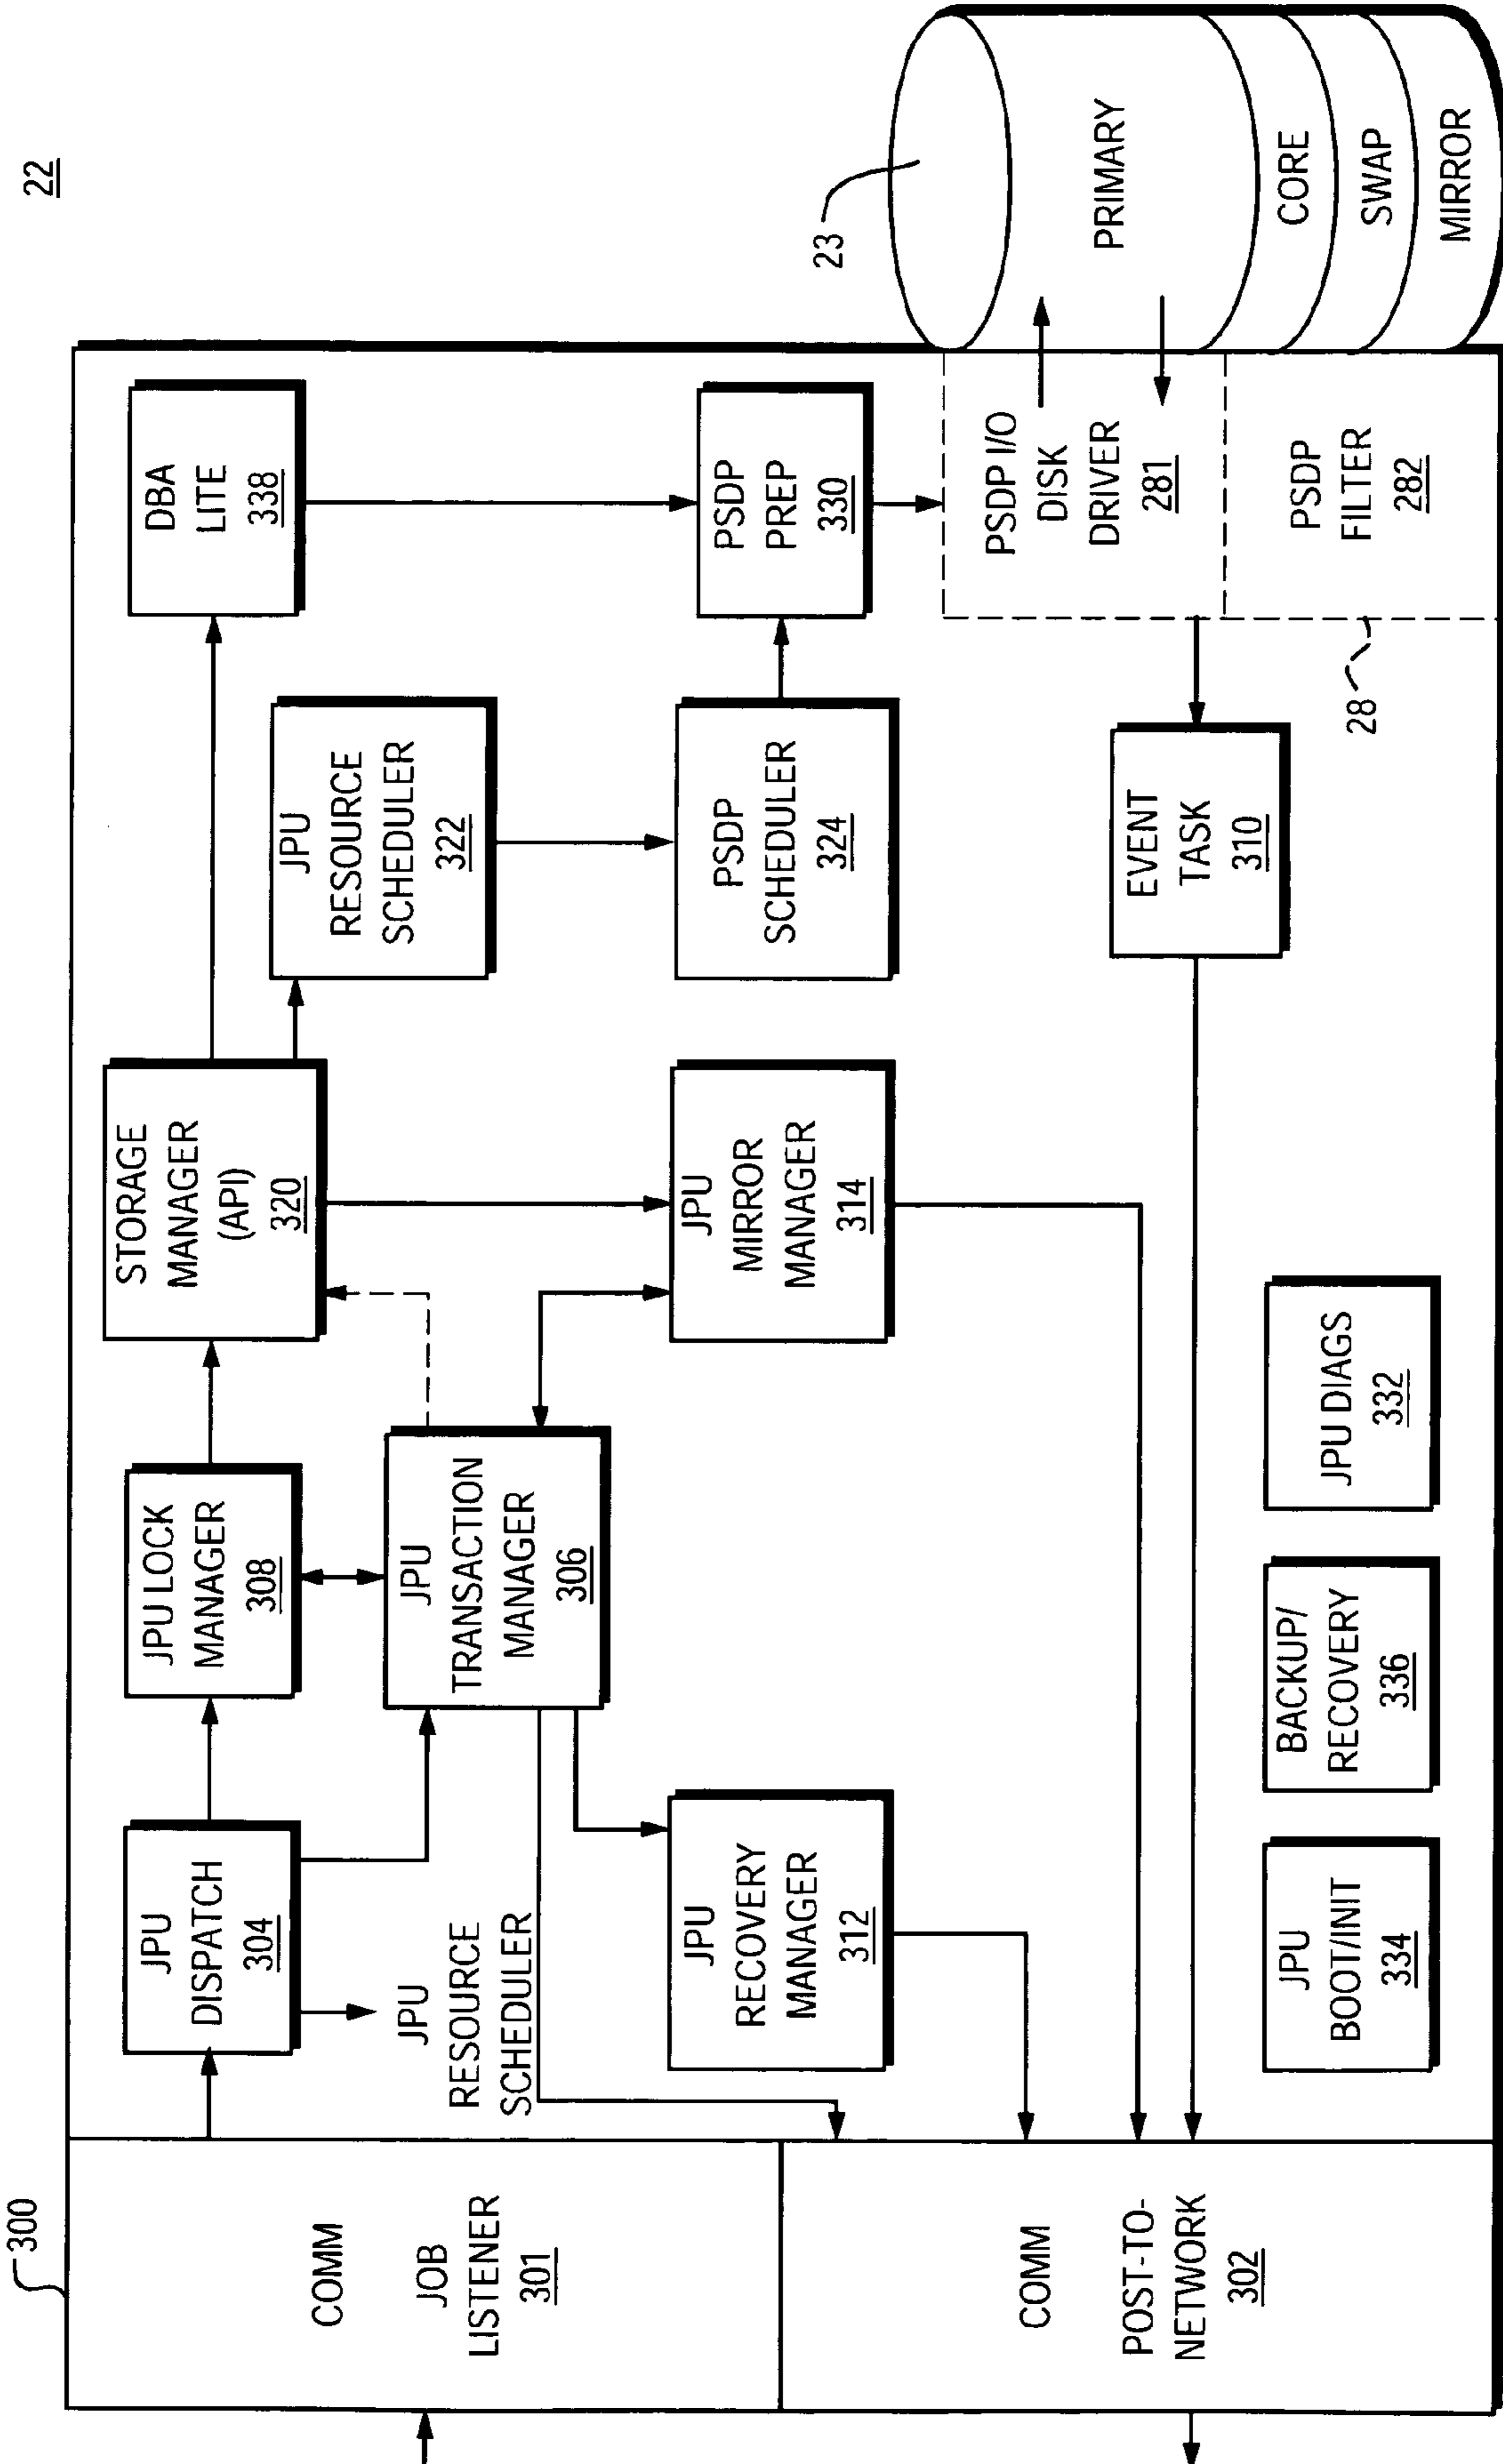 22
300
COMM
JOB
LISTENER
301
COMM
POST-TO-
NETWORK
302
JPU
DISPATCH
304
JPU LOCK
MANAGER
308
STORAGE
MANAGER
(API)
320
DBA
LITE
338
JPU
RESOURCE
SCHEDULER
JPU
TRANSACTION
MANAGER
306
JPU
RESOURCE
SCHEDULER
322
JPU
RECOVERY
MANAGER
312
JPU
MIRROR
MANAGER
314
PSDP
SCHEDULER
324
PSDP
PREP
330
PSDP I/O
DISK
DRIVER
281
PSDP
FILTER
282
28
EVENT
TASK
310
JPU
BOOT/INIT
334
BACKUP/
RECOVERY
336
JPU DIAGS
332
23
PRIMARY
CORE
SWAP
MIRROR